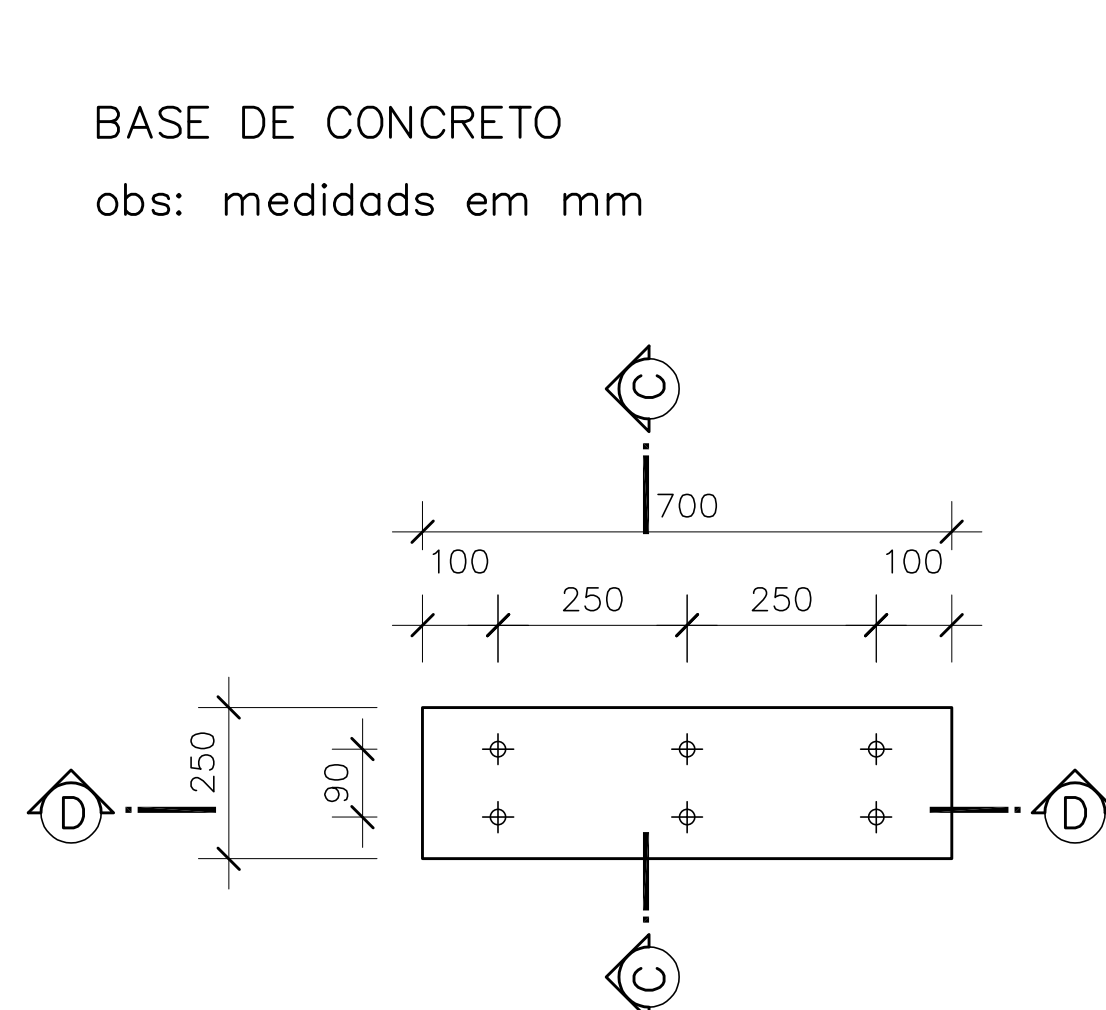 BASE DE CONCRETO
obs: medidads em mm
C
700
100 100
250 250
250
90
D D
C